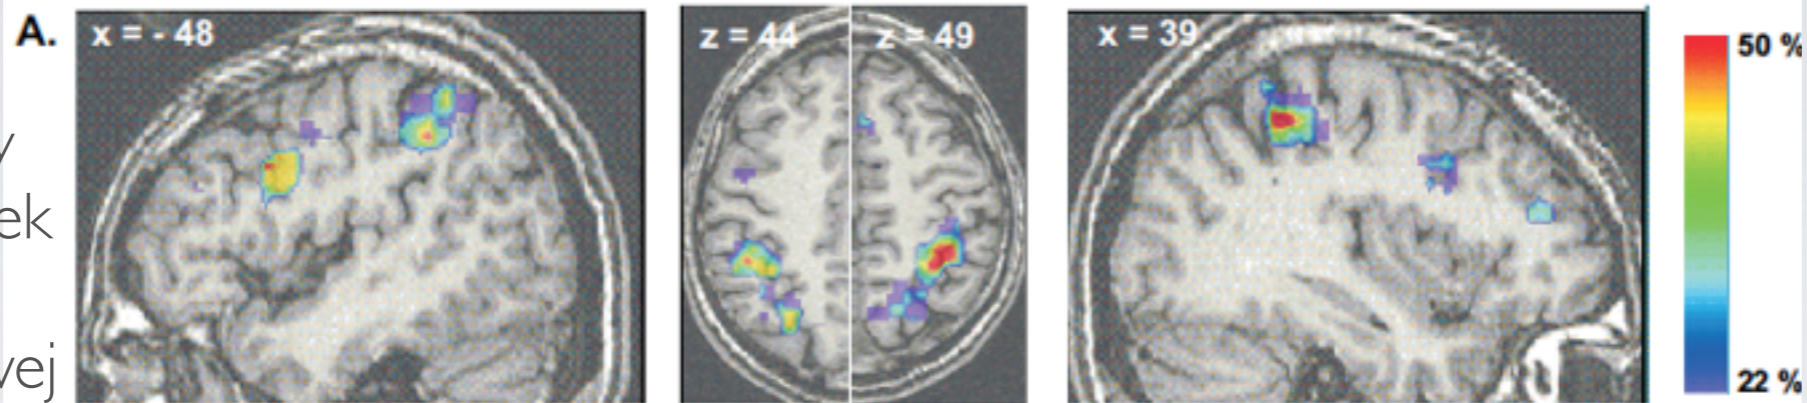 A.
x = - 48
z = 44
z = 49
x = 39
50 %
22 %
y
ek
vej